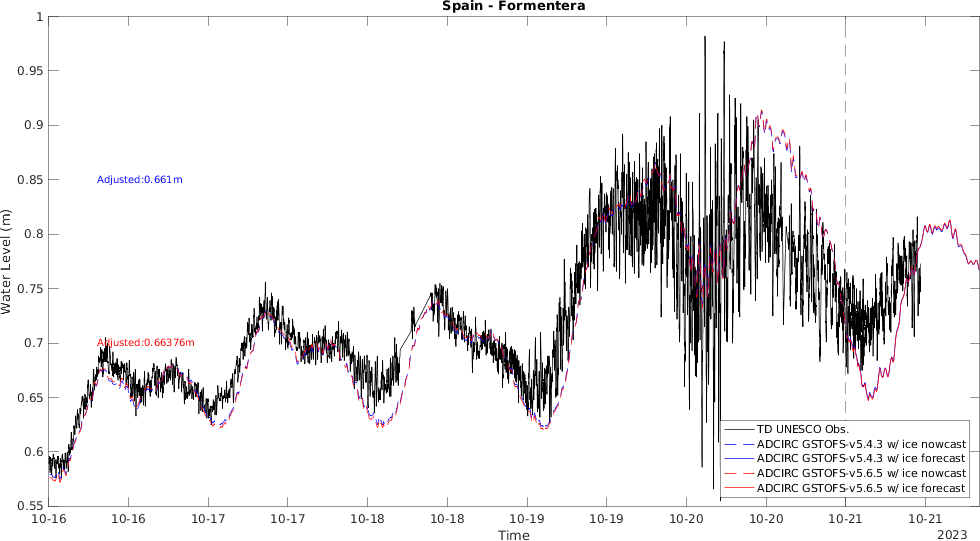 Spain - Formentera
1
0.95
0.9
0.85
0.8
0.75
0.7
0.65
0.6
0.55
Water Level (m)
Adjusted:0.661m
Adjusted:0.66376m
TD UNESCO Obs.
ADCIRC GSTOFS-v5.4.3 w/ ice nowcast
ADCIRC GSTOFS-v5.4.3 w/ ice forecast
ADCIRC GSTOFS-v5.6.5 w/ ice nowcast
ADCIRC GSTOFS-v5.6.5 w/ ice forecast
10-16 10-16 10-17 10-17 10-18 10-18 10-19 10-19 10-20 10-20 10-21 10-21
Time
2023